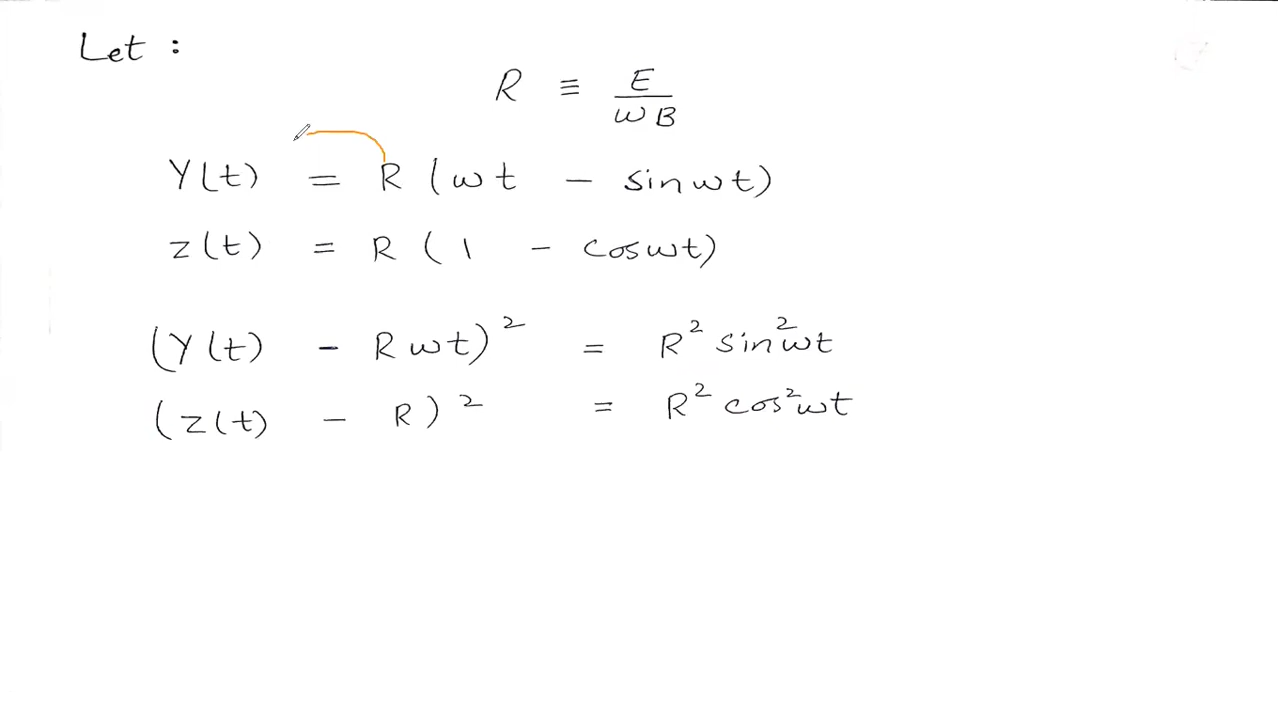 Let :
R ≡ E/ωB
Y(t) = R (ωt - sinωt)
z(t) = R (1 - cosωt)
(Y(t) - Rωt)² = R² sin²ωt
(z(t) - R)² = R² cos²ωt